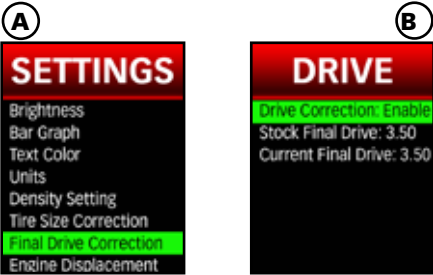 A
SETTINGS
Brightness
Bar Graph
Text Color
Units
Density Setting
Tire Size Correction
Final Drive Correction
Engine Displacement
B
DRIVE
Drive Correction: Enable
Stock Final Drive: 3.50
Current Final Drive: 3.50